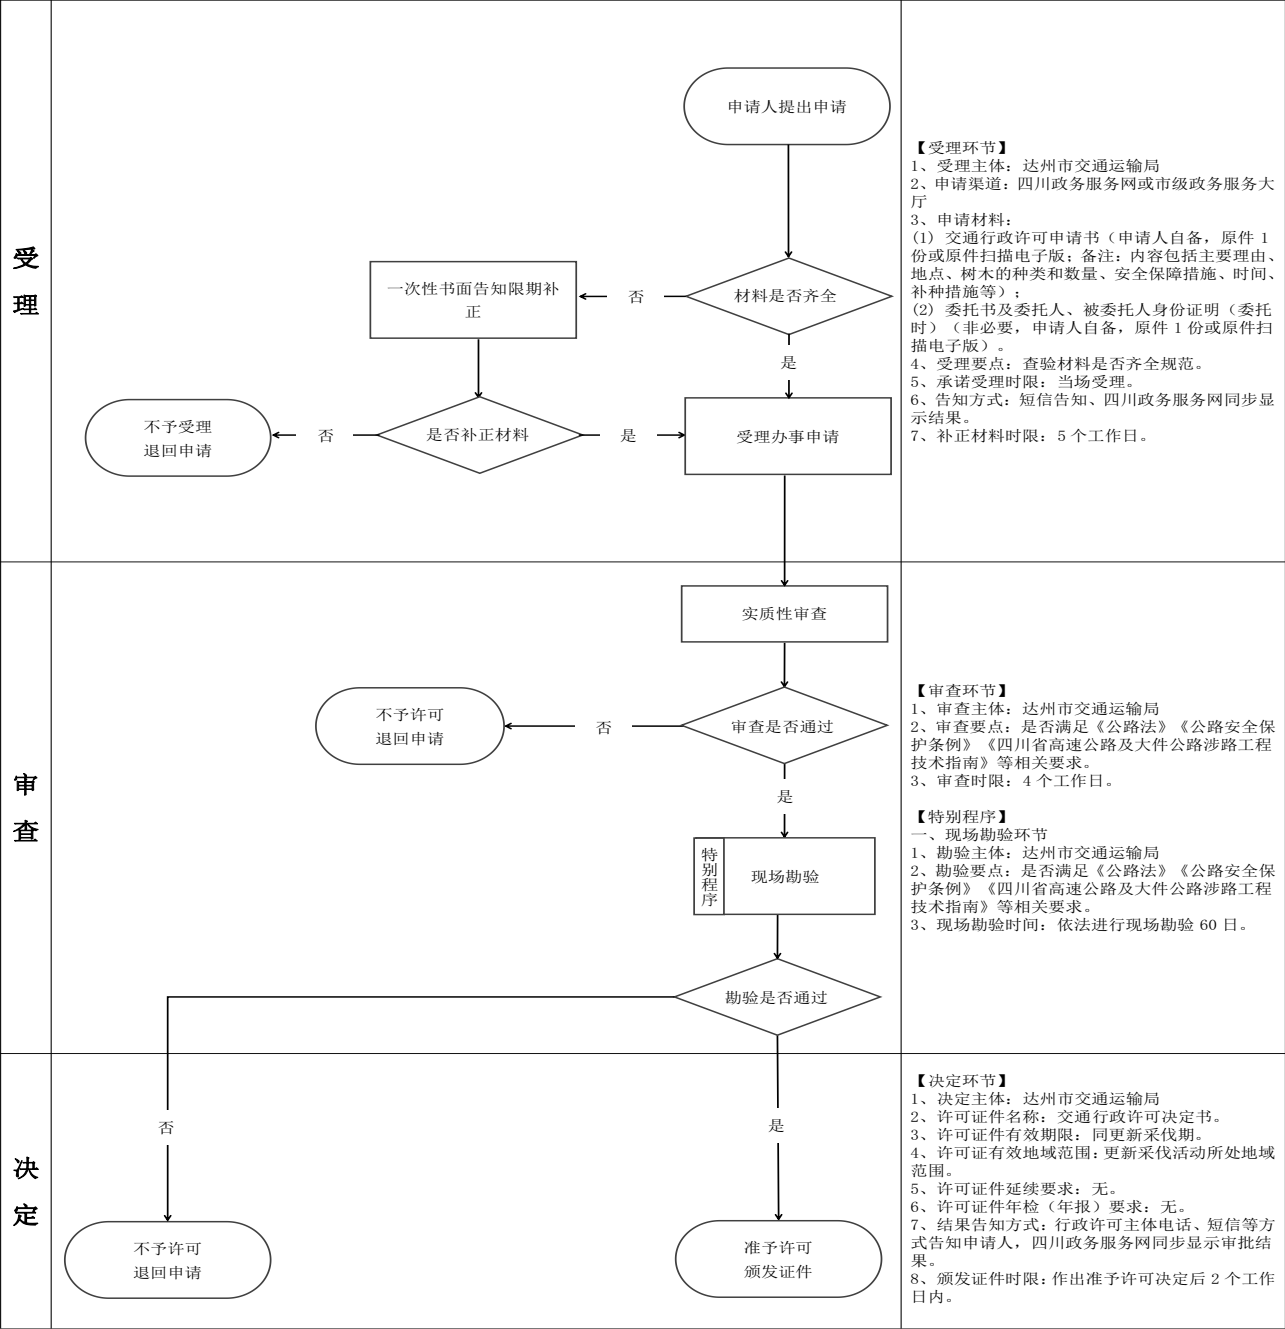 受
理
申请人提出申请
材料是否齐全
否
一次性书面告知限期补
正
是
不予受理
退回申请
否
是否补正材料
是
受理办事申请
【受理环节】
1、受理主体：达州市交通运输局
2、申请渠道：四川政务服务网或市级政务服务大
厅
3、申请材料：
(1) 交通行政许可申请书（申请人自备，原件 1
份或原件扫描电子版；备注：内容包括主要理由、
地点、树木的种类和数量、安全保障措施、时间、
补种措施等）；
(2) 委托书及委托人、被委托人身份证明（委托
时）（非必要，申请人自备，原件 1 份或原件扫
描电子版）。
4、受理要点：查验材料是否齐全规范。
5、承诺受理时限：当场受理。
6、告知方式：短信告知、四川政务服务网同步显
示结果。
7、补正材料时限：5 个工作日。
审
查
实质性审查
审查是否通过
否
不予许可
退回申请
是
特别程序
现场勘验
勘验是否通过
【审查环节】
1、审查主体：达州市交通运输局
2、审查要点：是否满足《公路法》《公路安全保
护条例》《四川省高速公路及大件公路涉路工程
技术指南》等相关要求。
3、审查时限：4 个工作日。
【特别程序】
一、现场勘验环节
1、勘验主体：达州市交通运输局
2、勘验要点：是否满足《公路法》《公路安全保
护条例》《四川省高速公路及大件公路涉路工程
技术指南》等相关要求。
3、现场勘验时间：依法进行现场勘验 60 日。
决
定
否
是
不予许可
退回申请
准予许可
颁发证件
【决定环节】
1、决定主体：达州市交通运输局
2、许可证件名称：交通行政许可决定书。
3、许可证件有效期限：同更新采伐期。
4、许可证有效地域范围：更新采伐活动所处地域
范围。
5、许可证件延续要求：无。
6、许可证件年检（年报）要求：无。
7、结果告知方式：行政许可主体电话、短信等方
式告知申请人，四川政务服务网同步显示审批结
果。
8、颁发证件时限：作出准予许可决定后 2 个工作
日内。